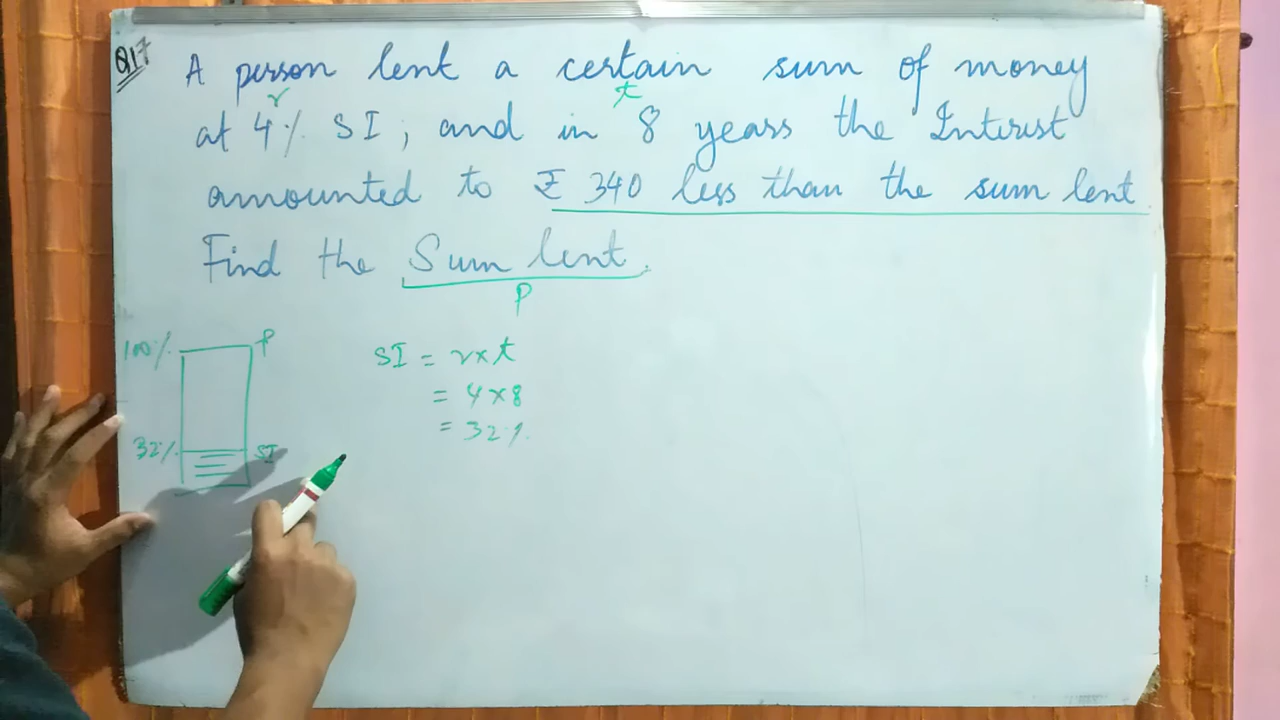 Q17
A person lent a certain sum of money
r
t
at 4% SI ; and in 8 years the Interest
amounted to ₹ 340 less than the sum lent
Find the Sum lent.
P
100% P
32% SI
SI = r×t
= 4×8
= 32%